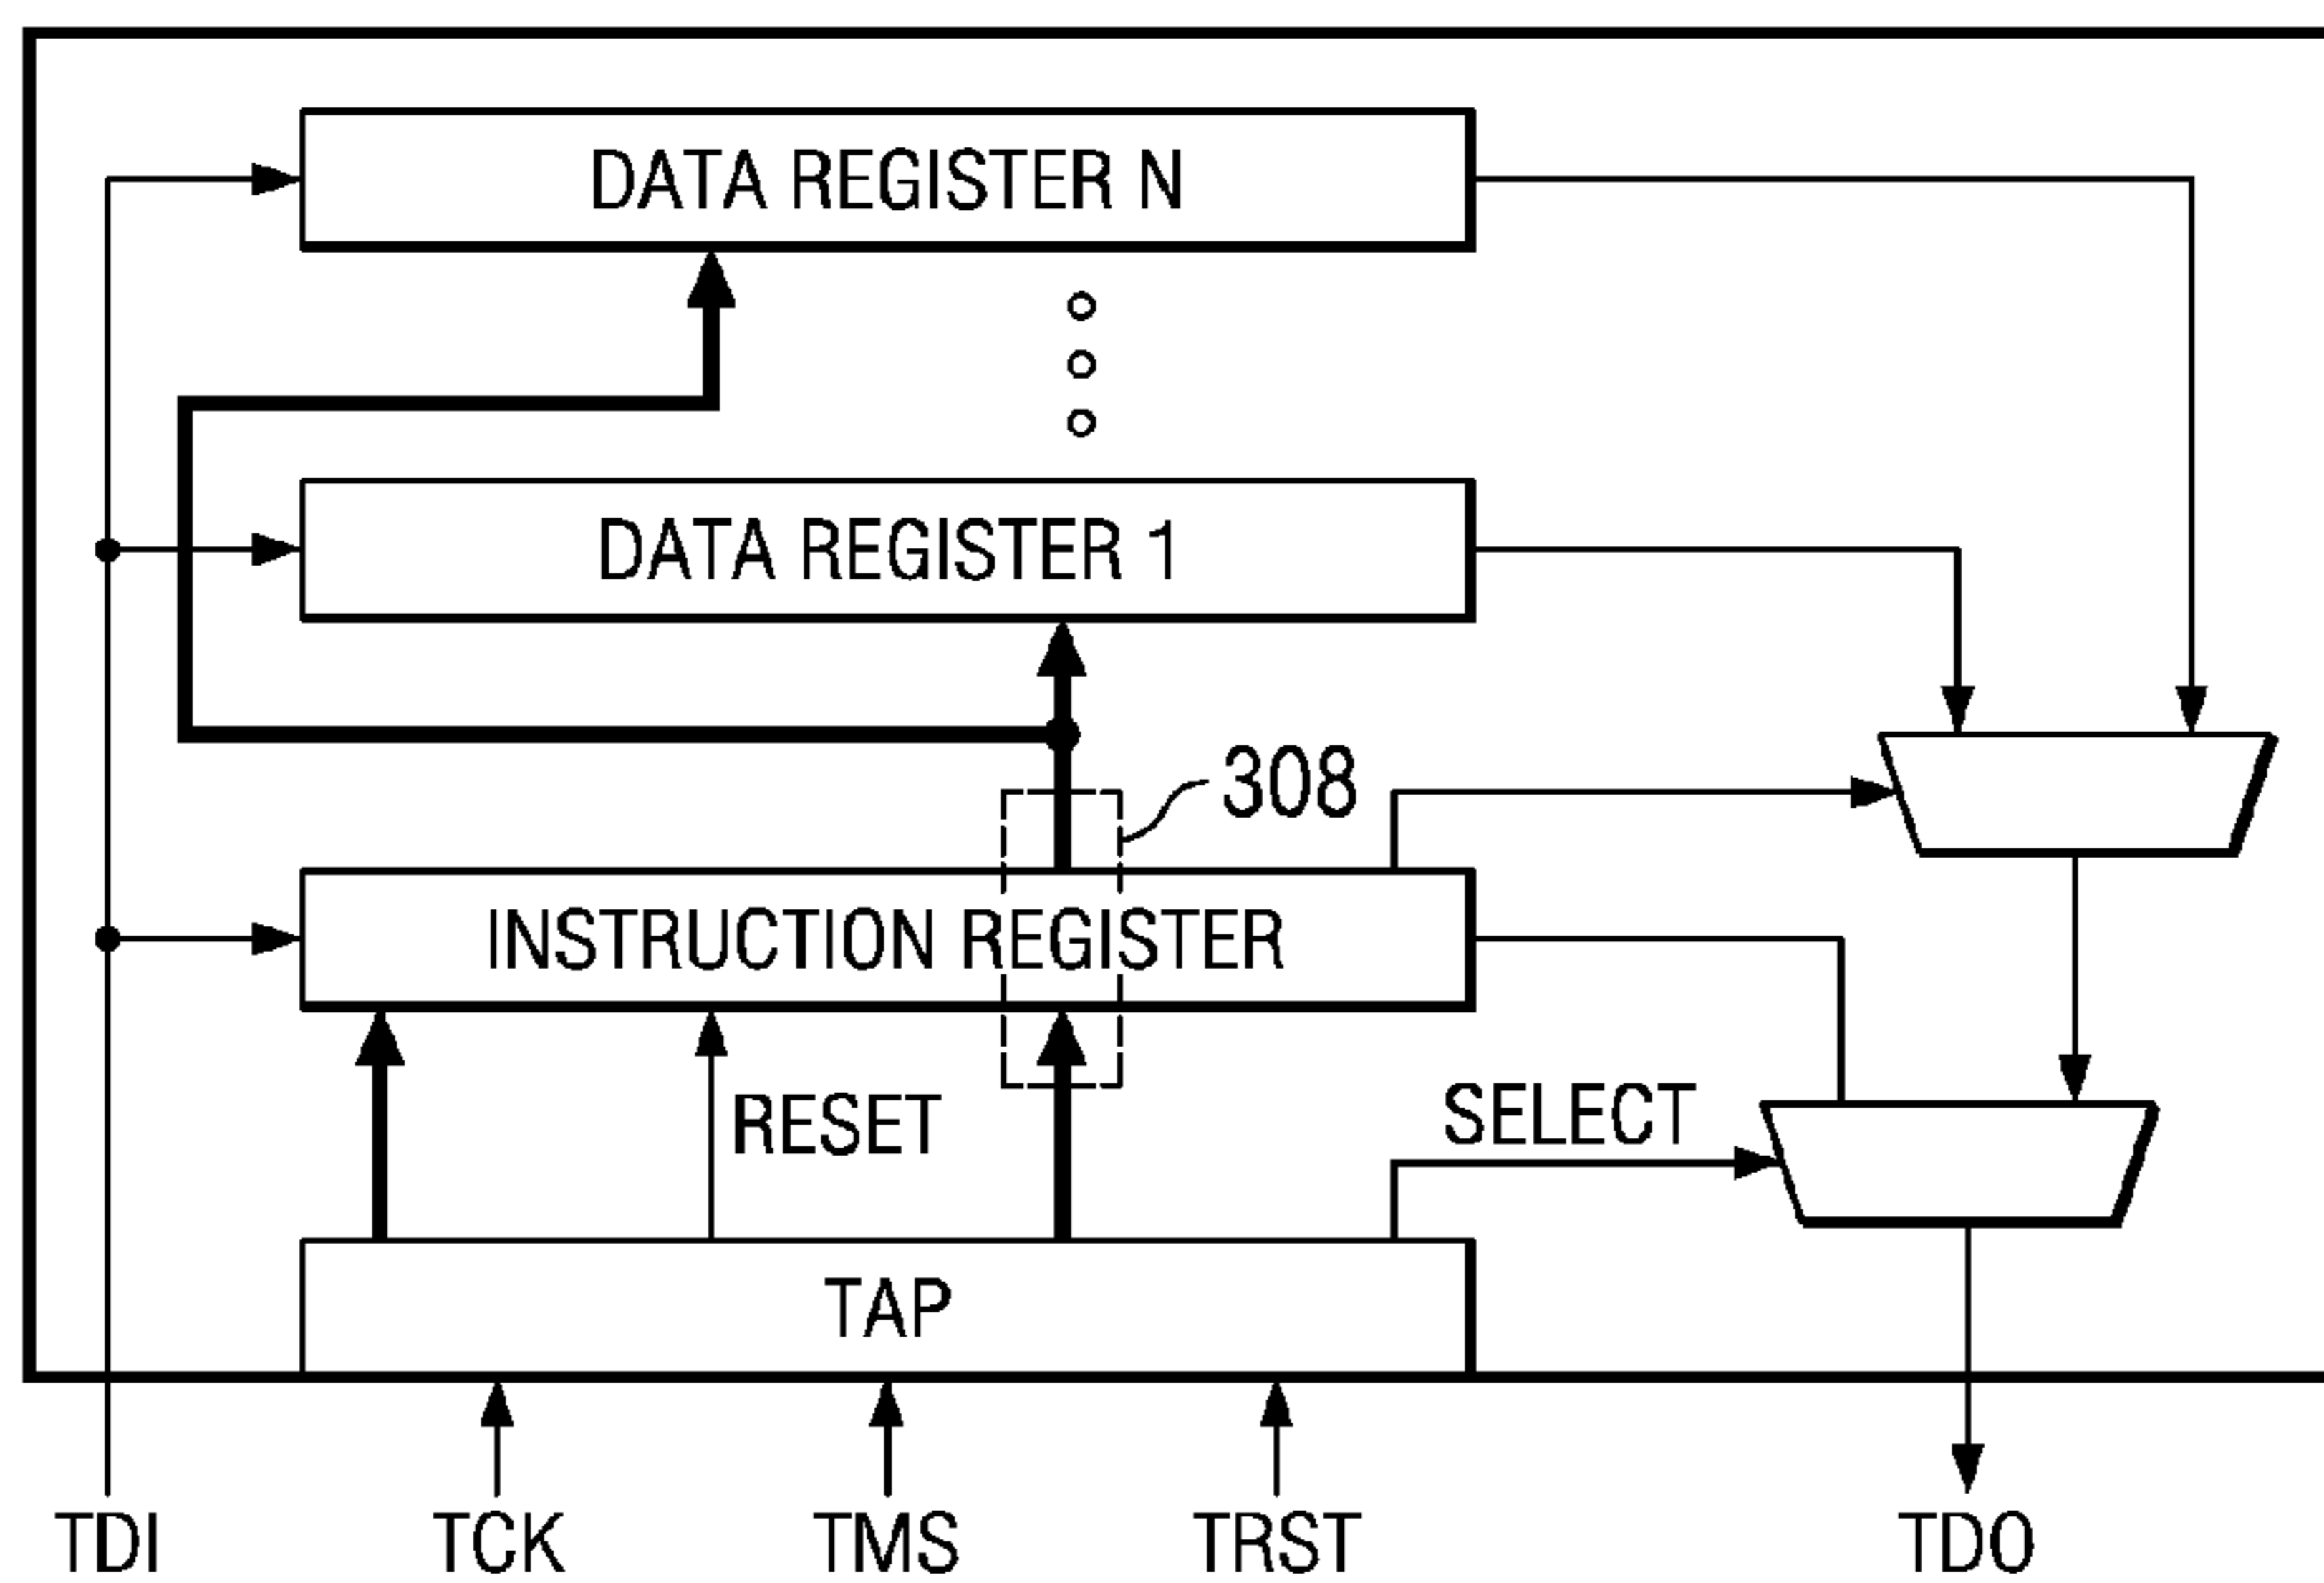 DATA REGISTER N
DATA REGISTER 1
308
INSTRUCTION REGISTER
RESET
SELECT
TAP
TDI
TCK
TMS
TRST
TDO